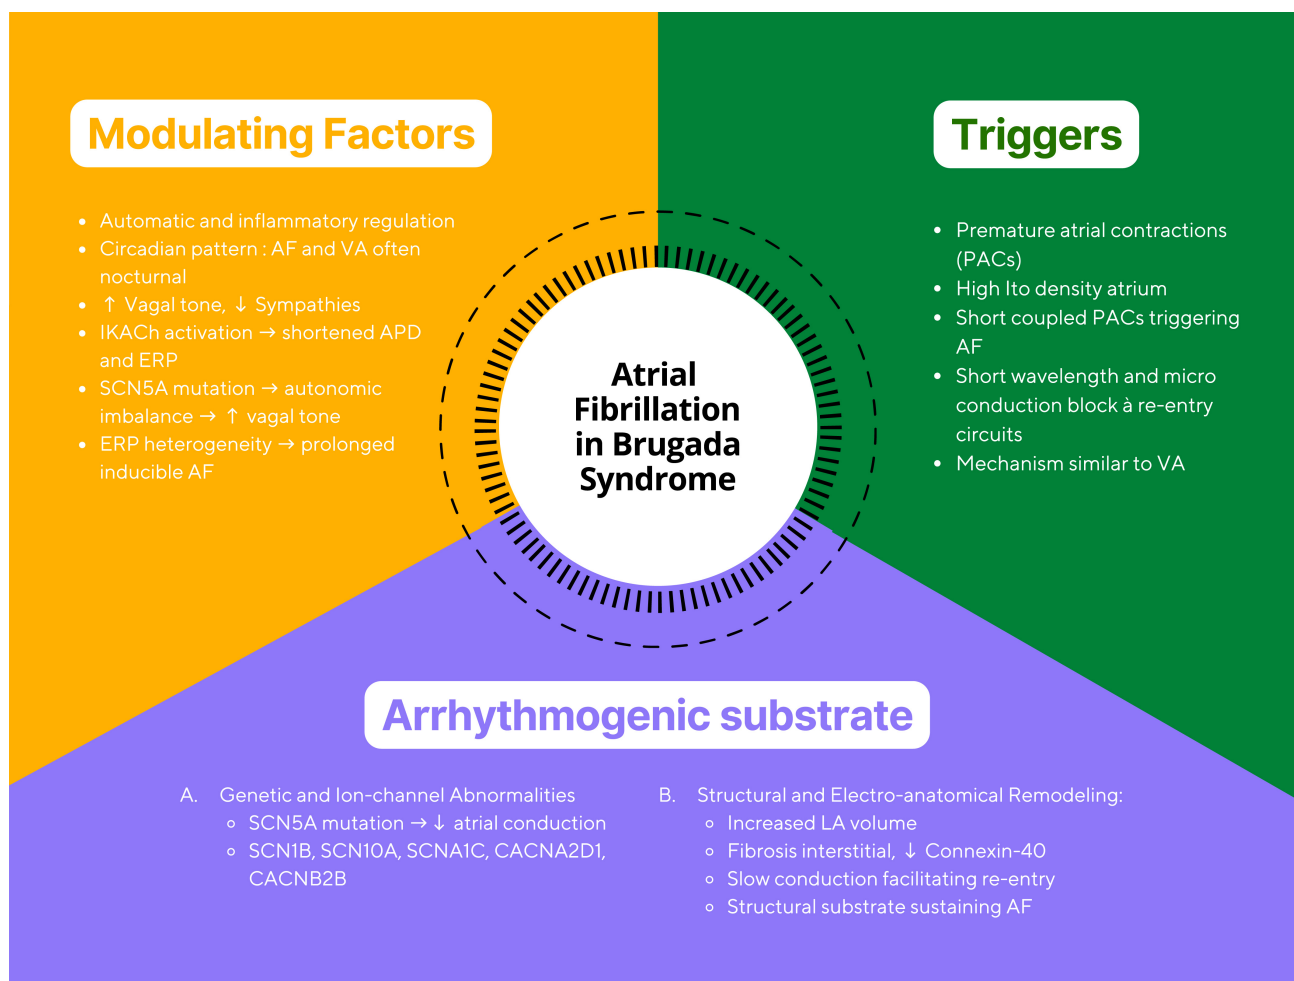 Modulating Factors
• Automatic and inflammatory regulation
• Circadian pattern : AF and VA often
nocturnal
• ↑ Vagal tone, ↓ Sympathies
• IKACh activation → shortened APD
and ERP
• SCN5A mutation → autonomic
imbalance → ↑ vagal tone
• ERP heterogeneity → prolonged
inducible AF
Triggers
• Premature atrial contractions
(PACs)
• High Ito density atrium
• Short coupled PACs triggering
AF
• Short wavelength and micro
conduction block à re-entry
circuits
• Mechanism similar to VA
Atrial
Fibrillation
in Brugada
Syndrome
Arrhythmogenic substrate
A. Genetic and Ion-channel Abnormalities
◦ SCN5A mutation → ↓ atrial conduction
◦ SCN1B, SCN10A, SCNA1C, CACNA2D1,
CACNB2B
B. Structural and Electro-anatomical Remodeling:
◦ Increased LA volume
◦ Fibrosis interstitial, ↓ Connexin-40
◦ Slow conduction facilitating re-entry
◦ Structural substrate sustaining AF